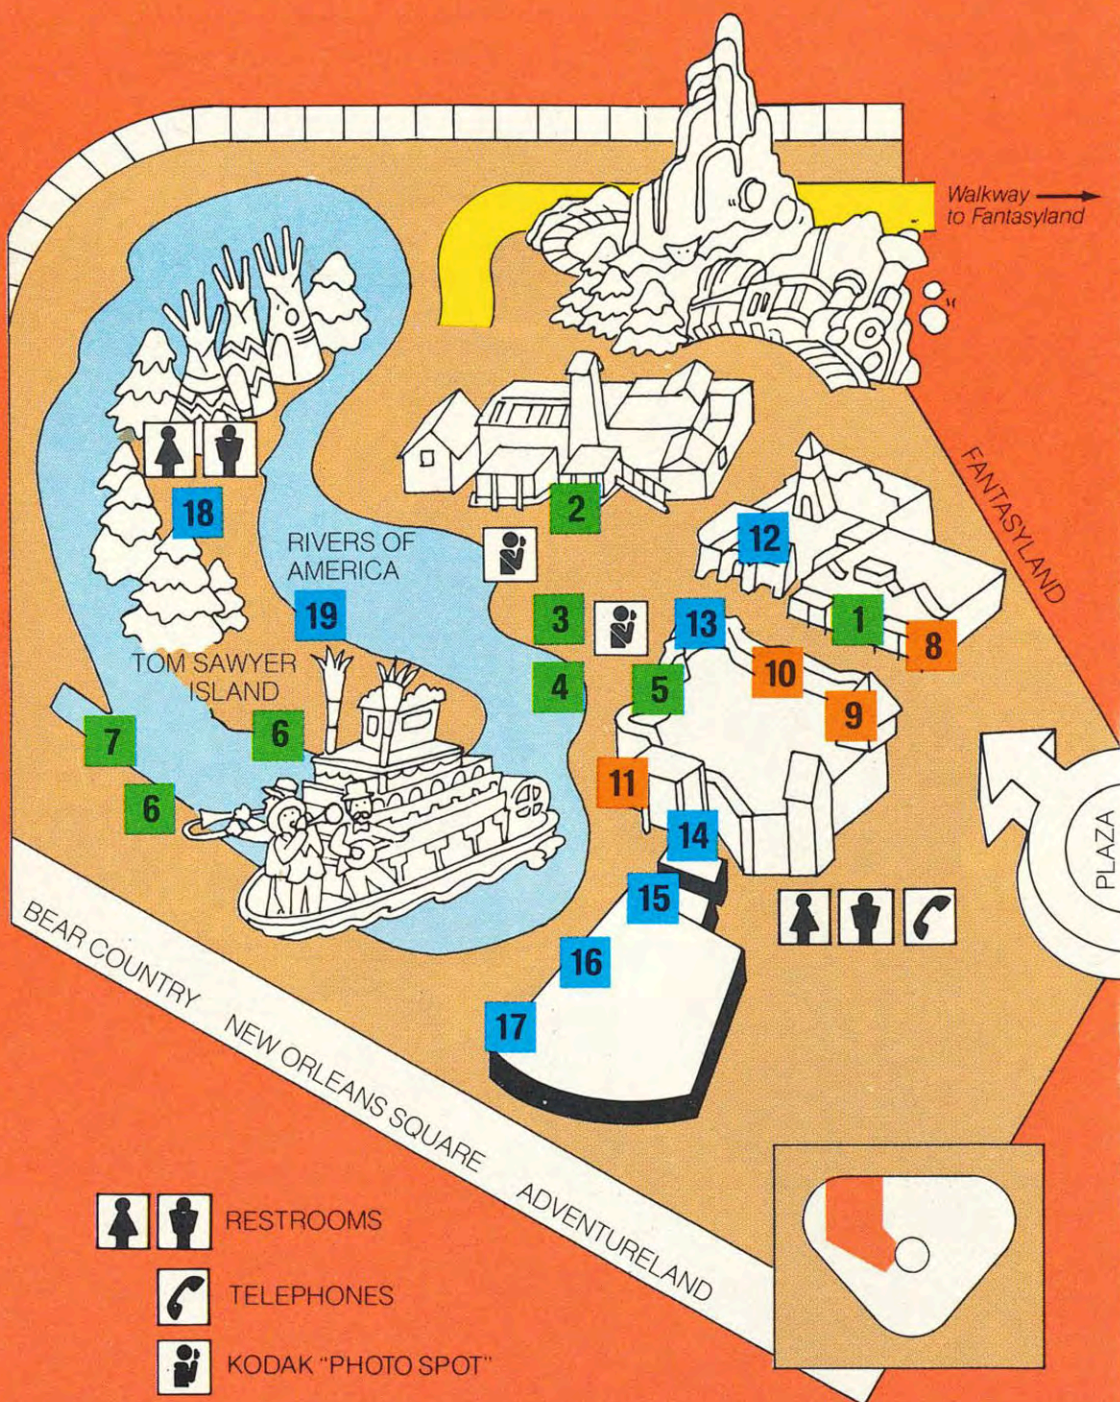 Walkway
to Fantasyland
FANTASYLAND
18
2
12
RIVERS OF
AMERICA
19
3
13
1
8
TOM SAWYER
ISLAND
4
5
10
9
7
6
6
11
14
PLAZA
15
16
17
BEAR COUNTRY
NEW ORLEANS SQUARE
ADVENTURELAND
RESTROOMS
TELEPHONES
KODAK "PHOTO SPOT"